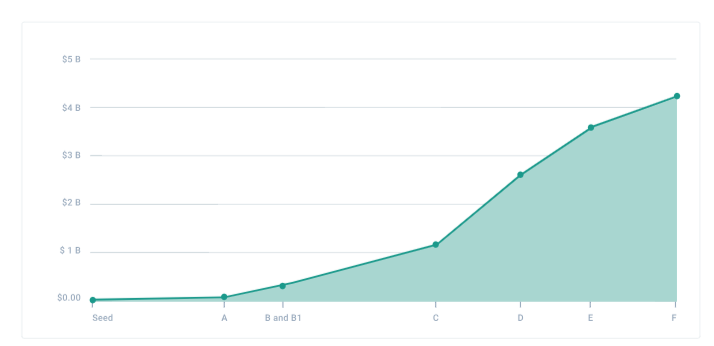 $5 B
$4 B
$3 B
$2 B
$ 1 B
$0.00
Seed A B and B1 C D E F